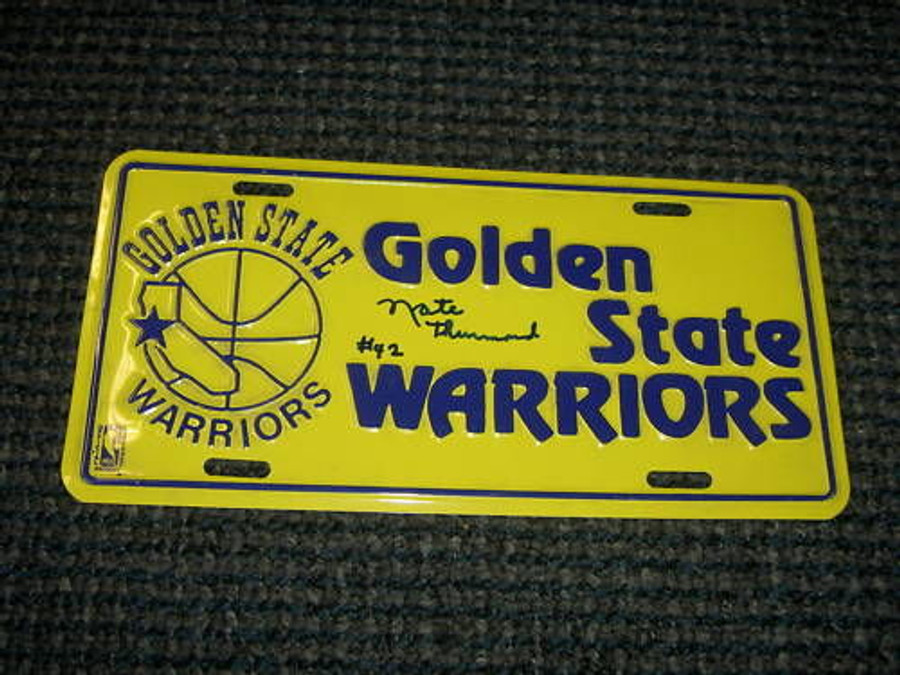 GOLDEN STATE
WARRIORS
Golden
Nate
Thurmond
State
#42
WARRIORS